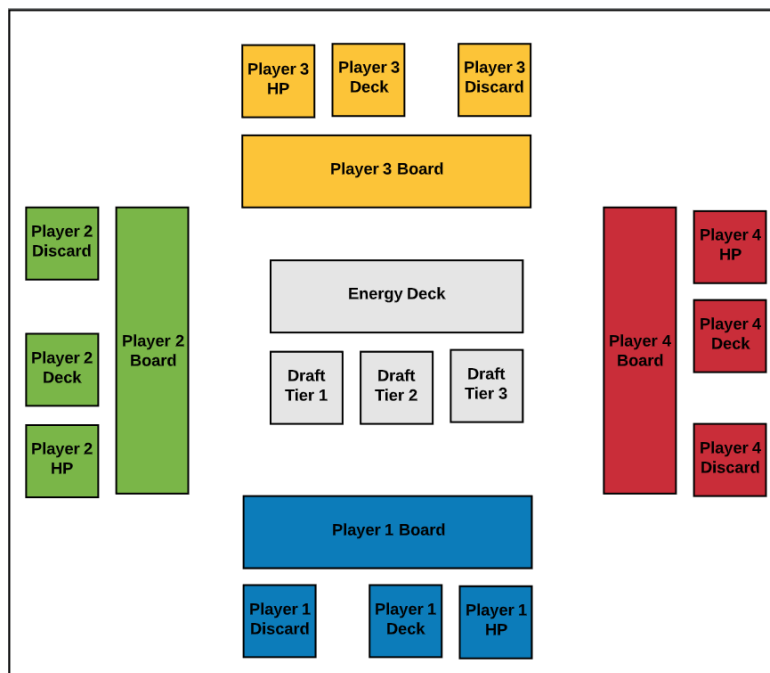 Player 3
HP
Player 3
Deck
Player 3
Discard
Player 3 Board
Player 2
Discard
Player 2
Board
Player 2
Deck
Player 2
HP
Energy Deck
Draft
Tier 1
Draft
Tier 2
Draft
Tier 3
Player 4
Board
Player 4
HP
Player 4
Deck
Player 4
Discard
Player 1 Board
Player 1
Discard
Player 1
Deck
Player 1
HP